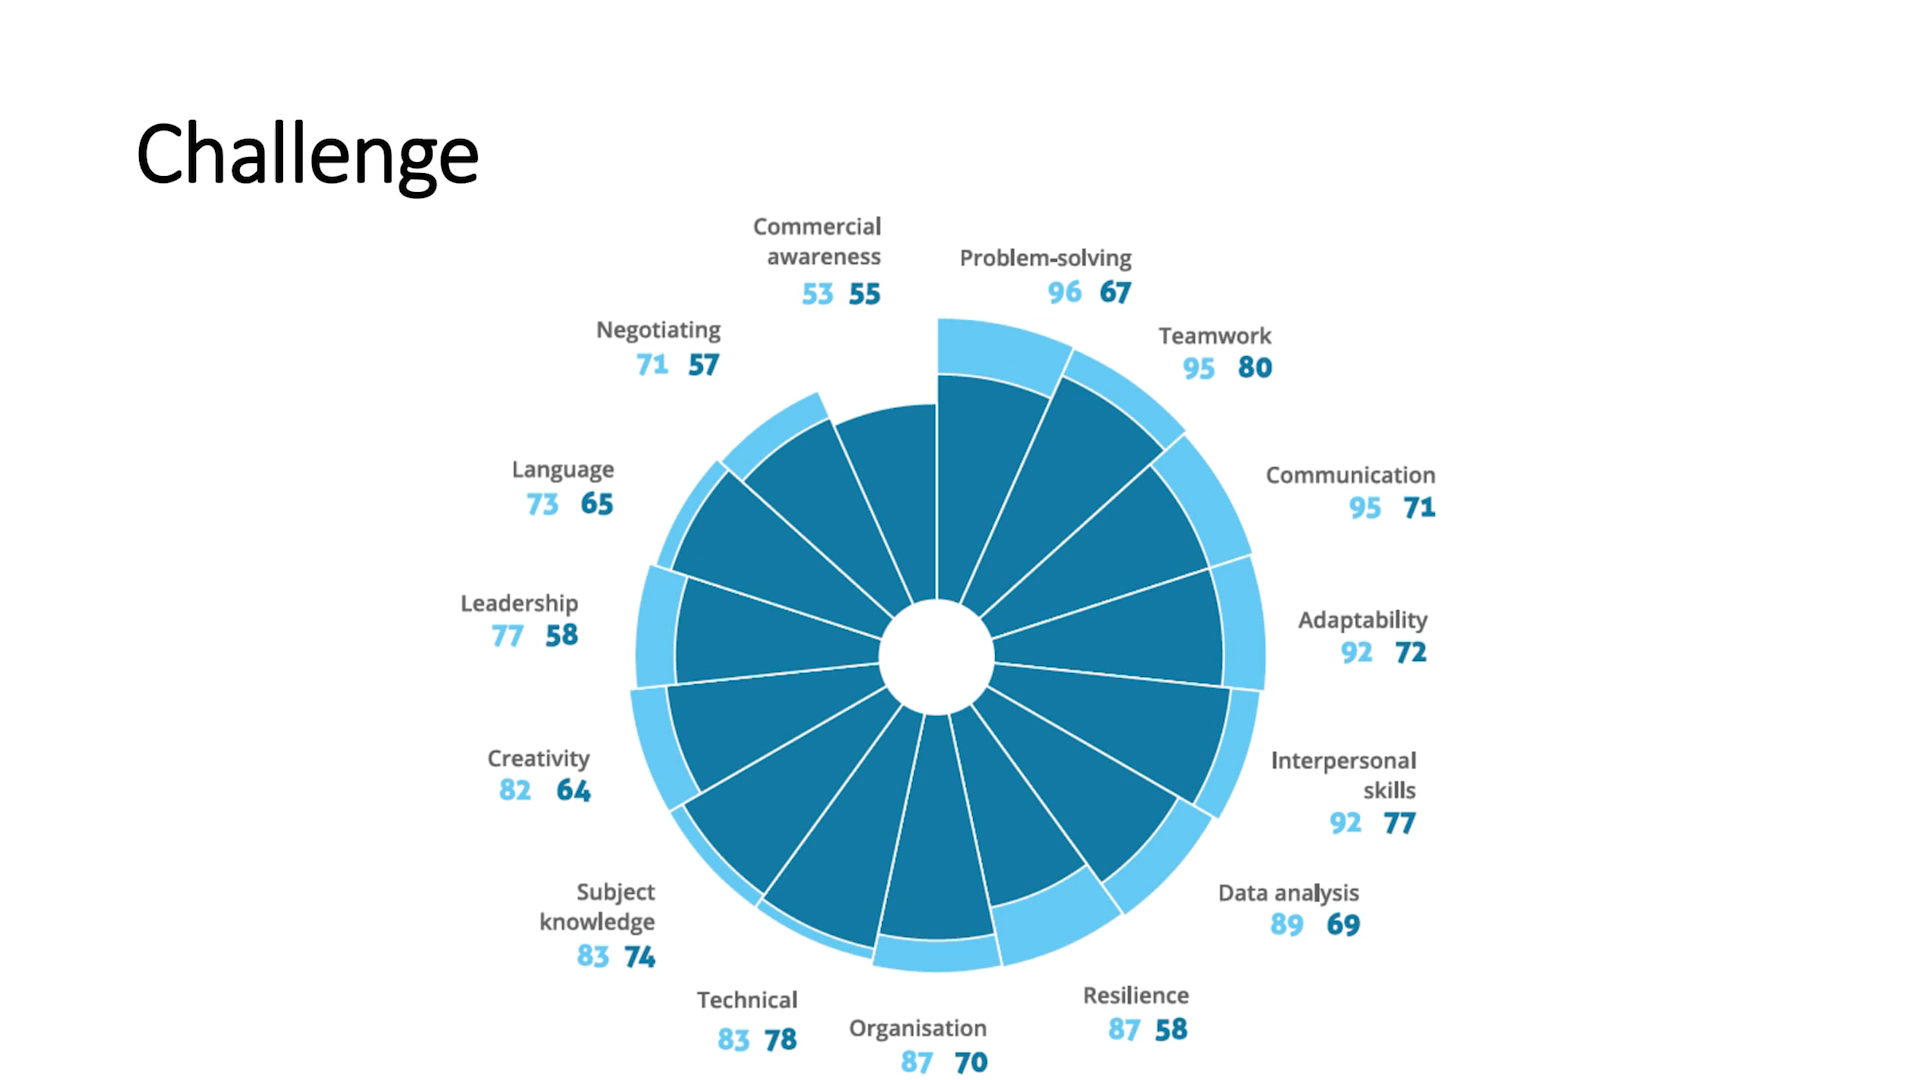 Challenge
Commercial
awareness
53 55
Problem-solving
96 67
Teamwork
95 80
Communication
95 71
Adaptability
92 72
Interpersonal
skills
92 77
Data analysis
89 69
Resilience
87 58
Organisation
87 70
Technical
83 78
Subject
knowledge
83 74
Creativity
82 64
Leadership
77 58
Language
73 65
Negotiating
71 57